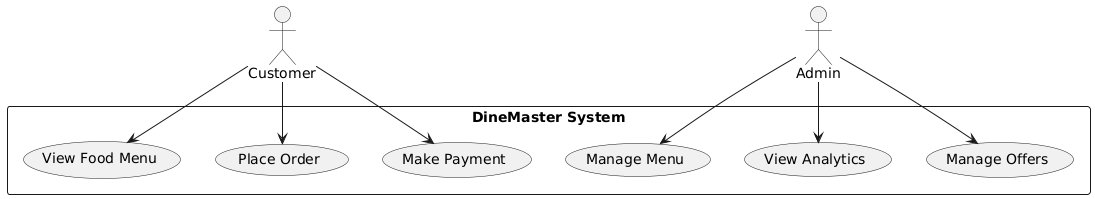 Customer
Admin
DineMaster System
View Food Menu
Place Order
Make Payment
Manage Menu
View Analytics
Manage Offers